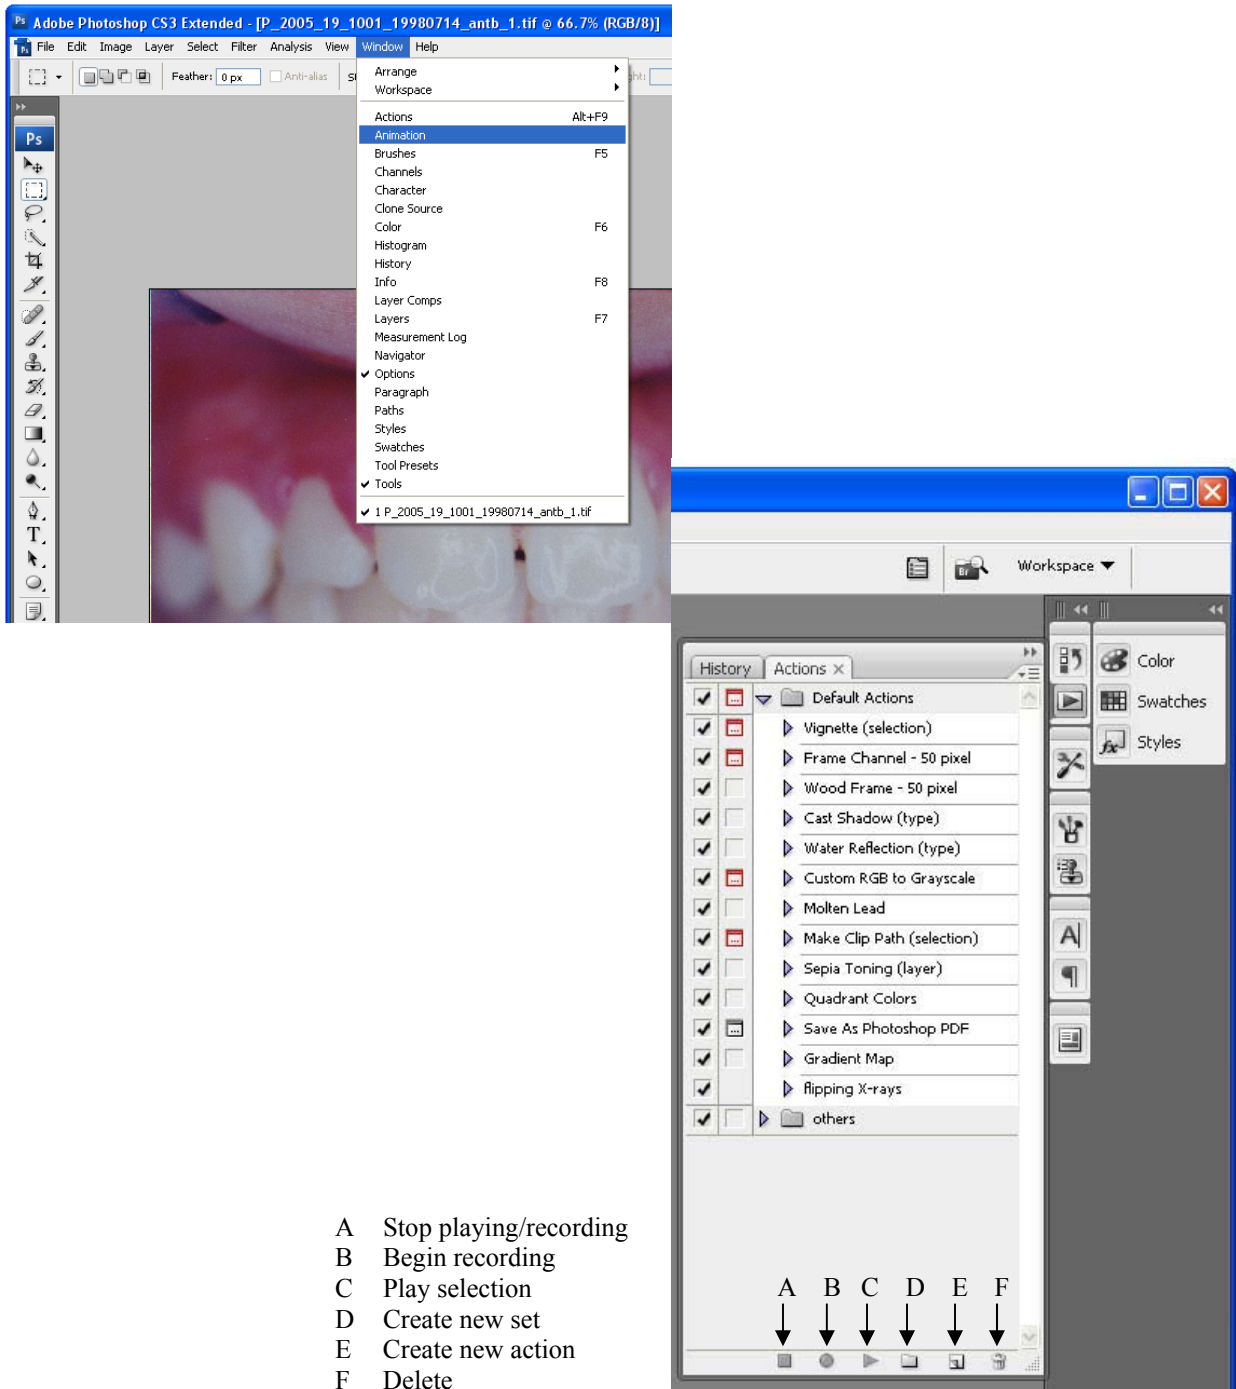 Ps Adobe Photoshop CS3 Extended - [P_2005_19_1001_19980714_antb_1.tif @ 66.7% (RGB/8)]
File Edit Image Layer Select Filter Analysis View Window Help
Feather: 0 px Anti-alias
Ps
Arrange
Workspace
Actions Alt+F9
Animation
Brushes F5
Channels
Character
Clone Source
Color F6
Histogram
History
Info F8
Layer Comps
Layers F7
Measurement Log
Navigator
Options
Paragraph
Paths
Styles
Swatches
Tool Presets
Tools
1 P_2005_19_1001_19980714_antb_1.tif
Br Workspace
History Actions
Color
Swatches
Styles
Default Actions
Vignette (selection)
Frame Channel - 50 pixel
Wood Frame - 50 pixel
Cast Shadow (type)
Water Reflection (type)
Custom RGB to Grayscale
Molten Lead
Make Clip Path (selection)
Sepia Toning (layer)
Quadrant Colors
Save As Photoshop PDF
Gradient Map
flipping X-rays
others
A Stop playing/recording
B Begin recording
C Play selection
D Create new set
E Create new action
F Delete
A B C D E F